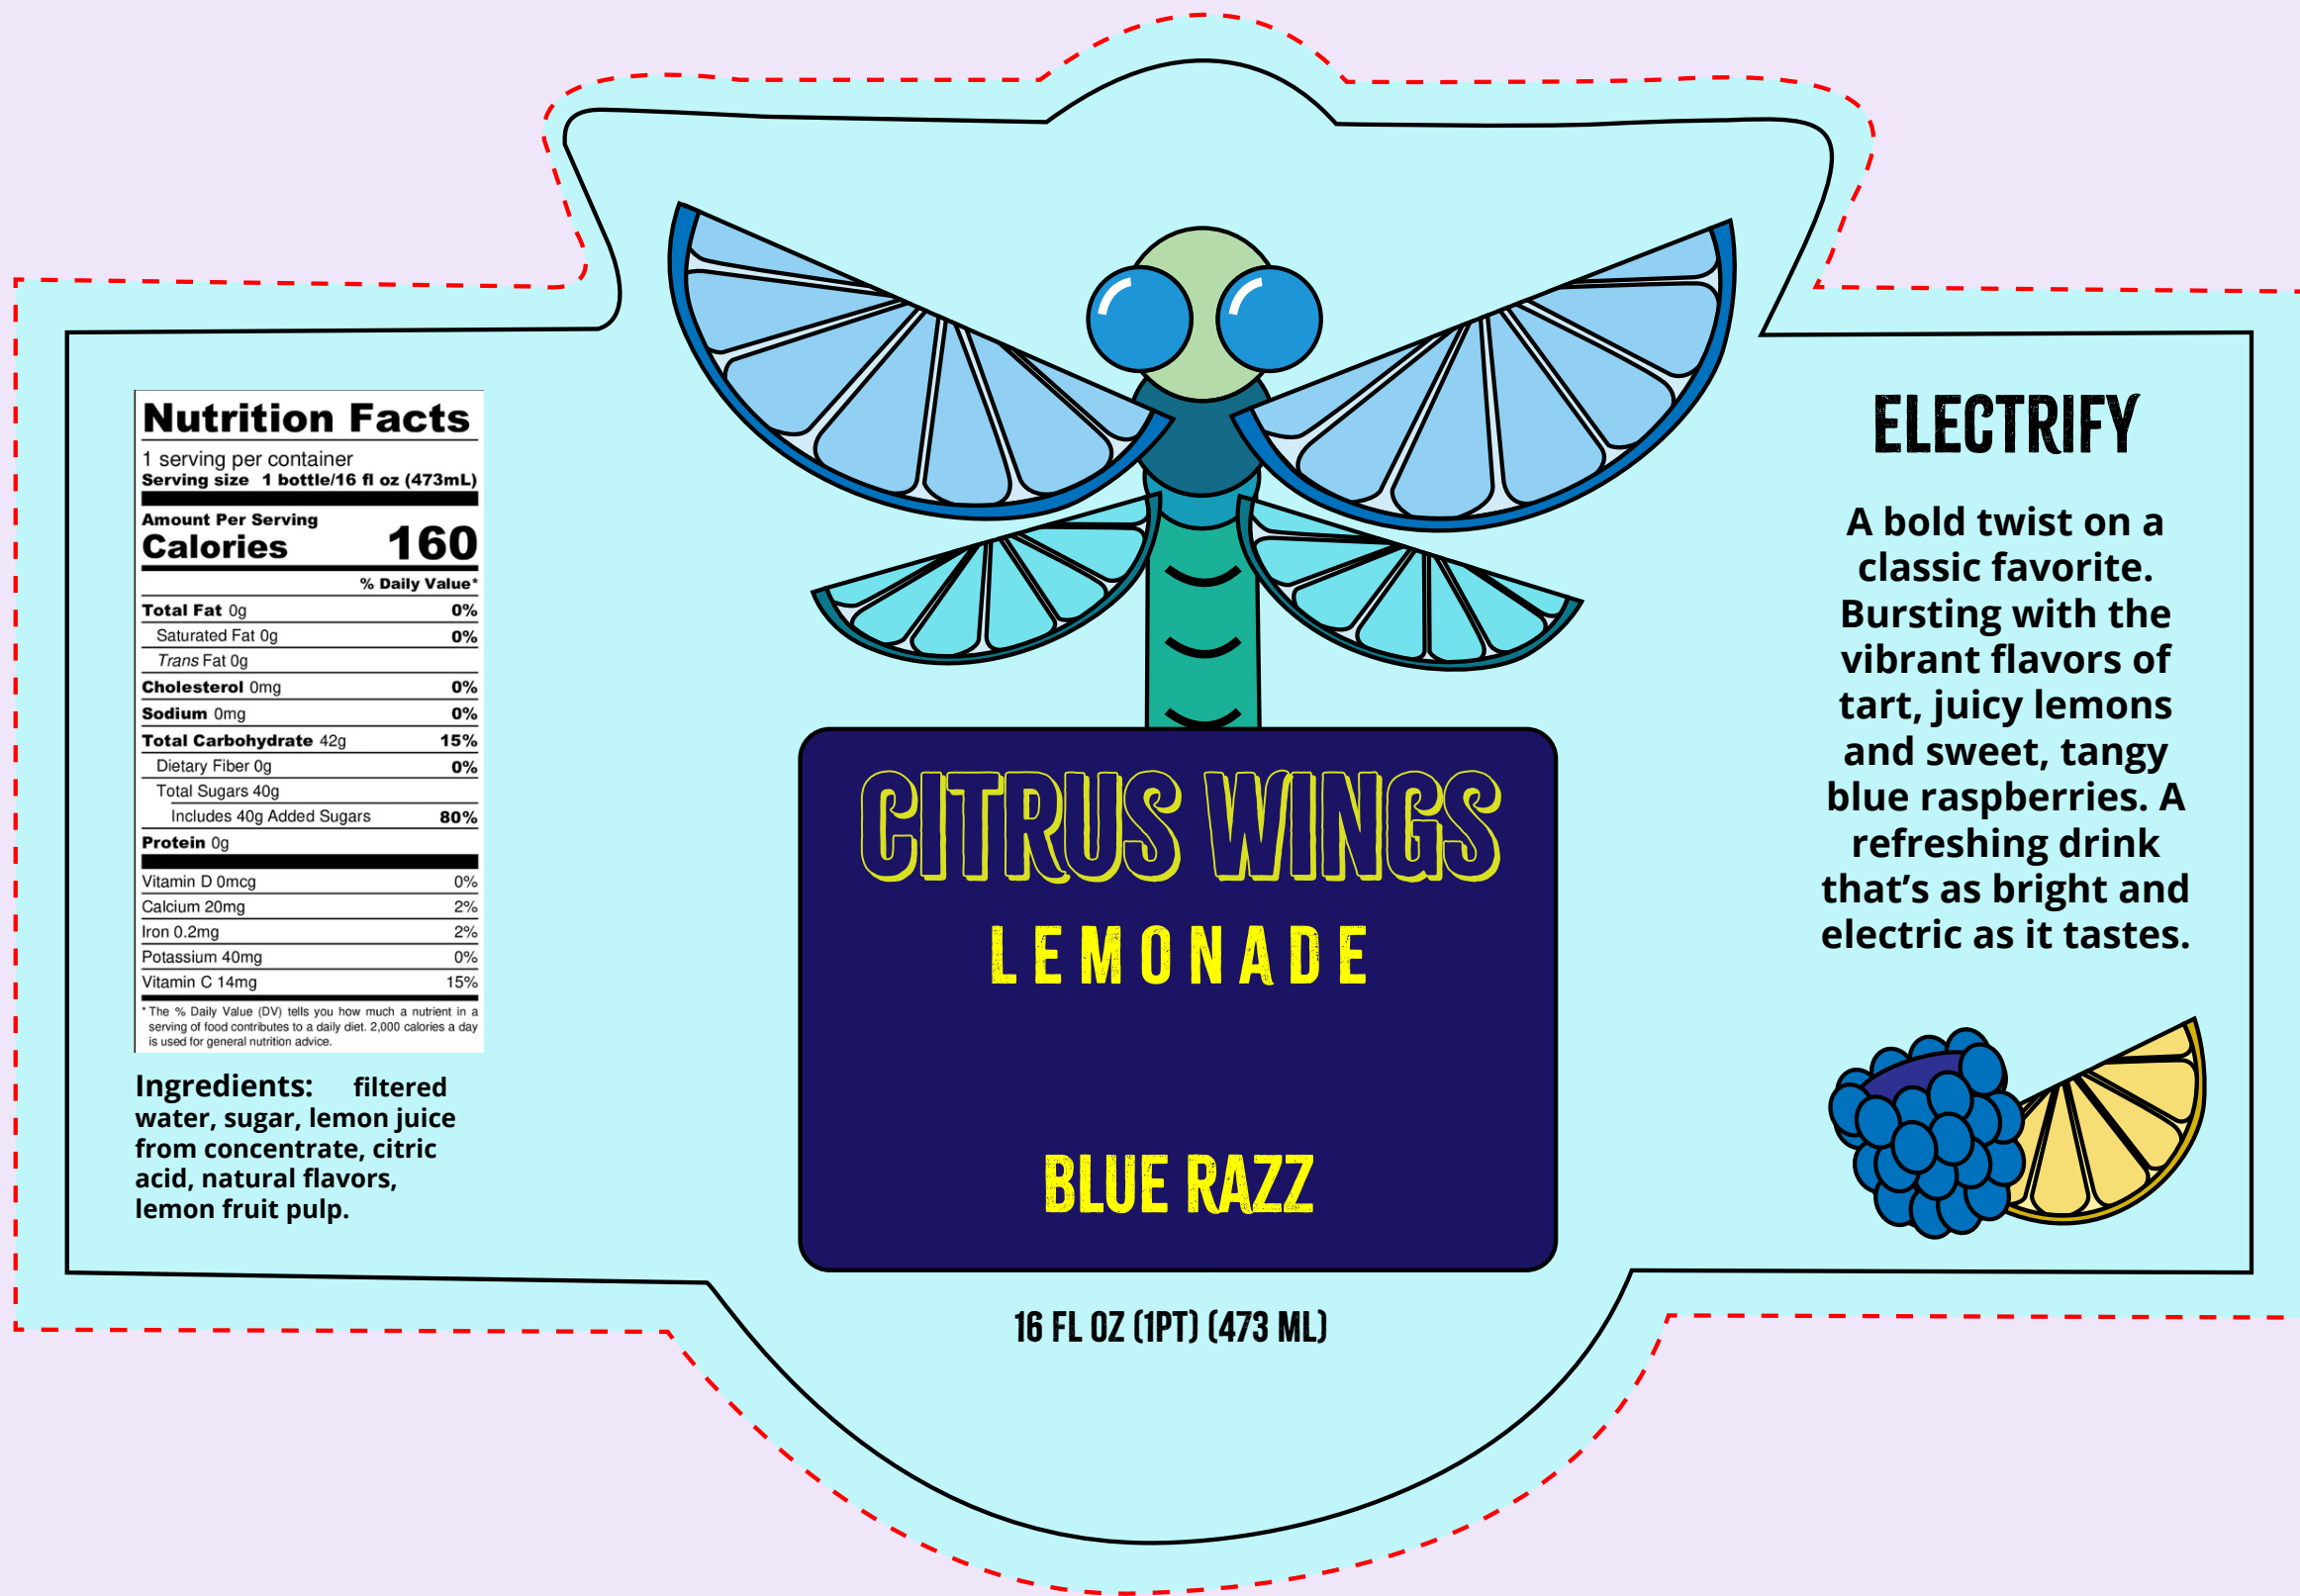 Nutrition Facts
1 serving per container
Serving size 1 bottle/16 fl oz (473mL)
Amount Per Serving
Calories 160
% Daily Value*
Total Fat 0g 0%
Saturated Fat 0g 0%
Trans Fat 0g
Cholesterol 0mg 0%
Sodium 0mg 0%
Total Carbohydrate 42g 15%
Dietary Fiber 0g 0%
Total Sugars 40g
Includes 40g Added Sugars 80%
Protein 0g
Vitamin D 0mcg 0%
Calcium 20mg 2%
Iron 0.2mg 2%
Potassium 40mg 0%
Vitamin C 14mg 15%
* The % Daily Value (DV) tells you how much a nutrient in a
serving of food contributes to a daily diet. 2,000 calories a day
is used for general nutrition advice.
Ingredients: filtered
water, sugar, lemon juice
from concentrate, citric
acid, natural flavors,
lemon fruit pulp.
CITRUS WINGS
LEMONADE
BLUE RAZZ
16 FL OZ (1PT) (473 ML)
ELECTRIFY
A bold twist on a
classic favorite.
Bursting with the
vibrant flavors of
tart, juicy lemons
and sweet, tangy
blue raspberries. A
refreshing drink
that’s as bright and
electric as it tastes.